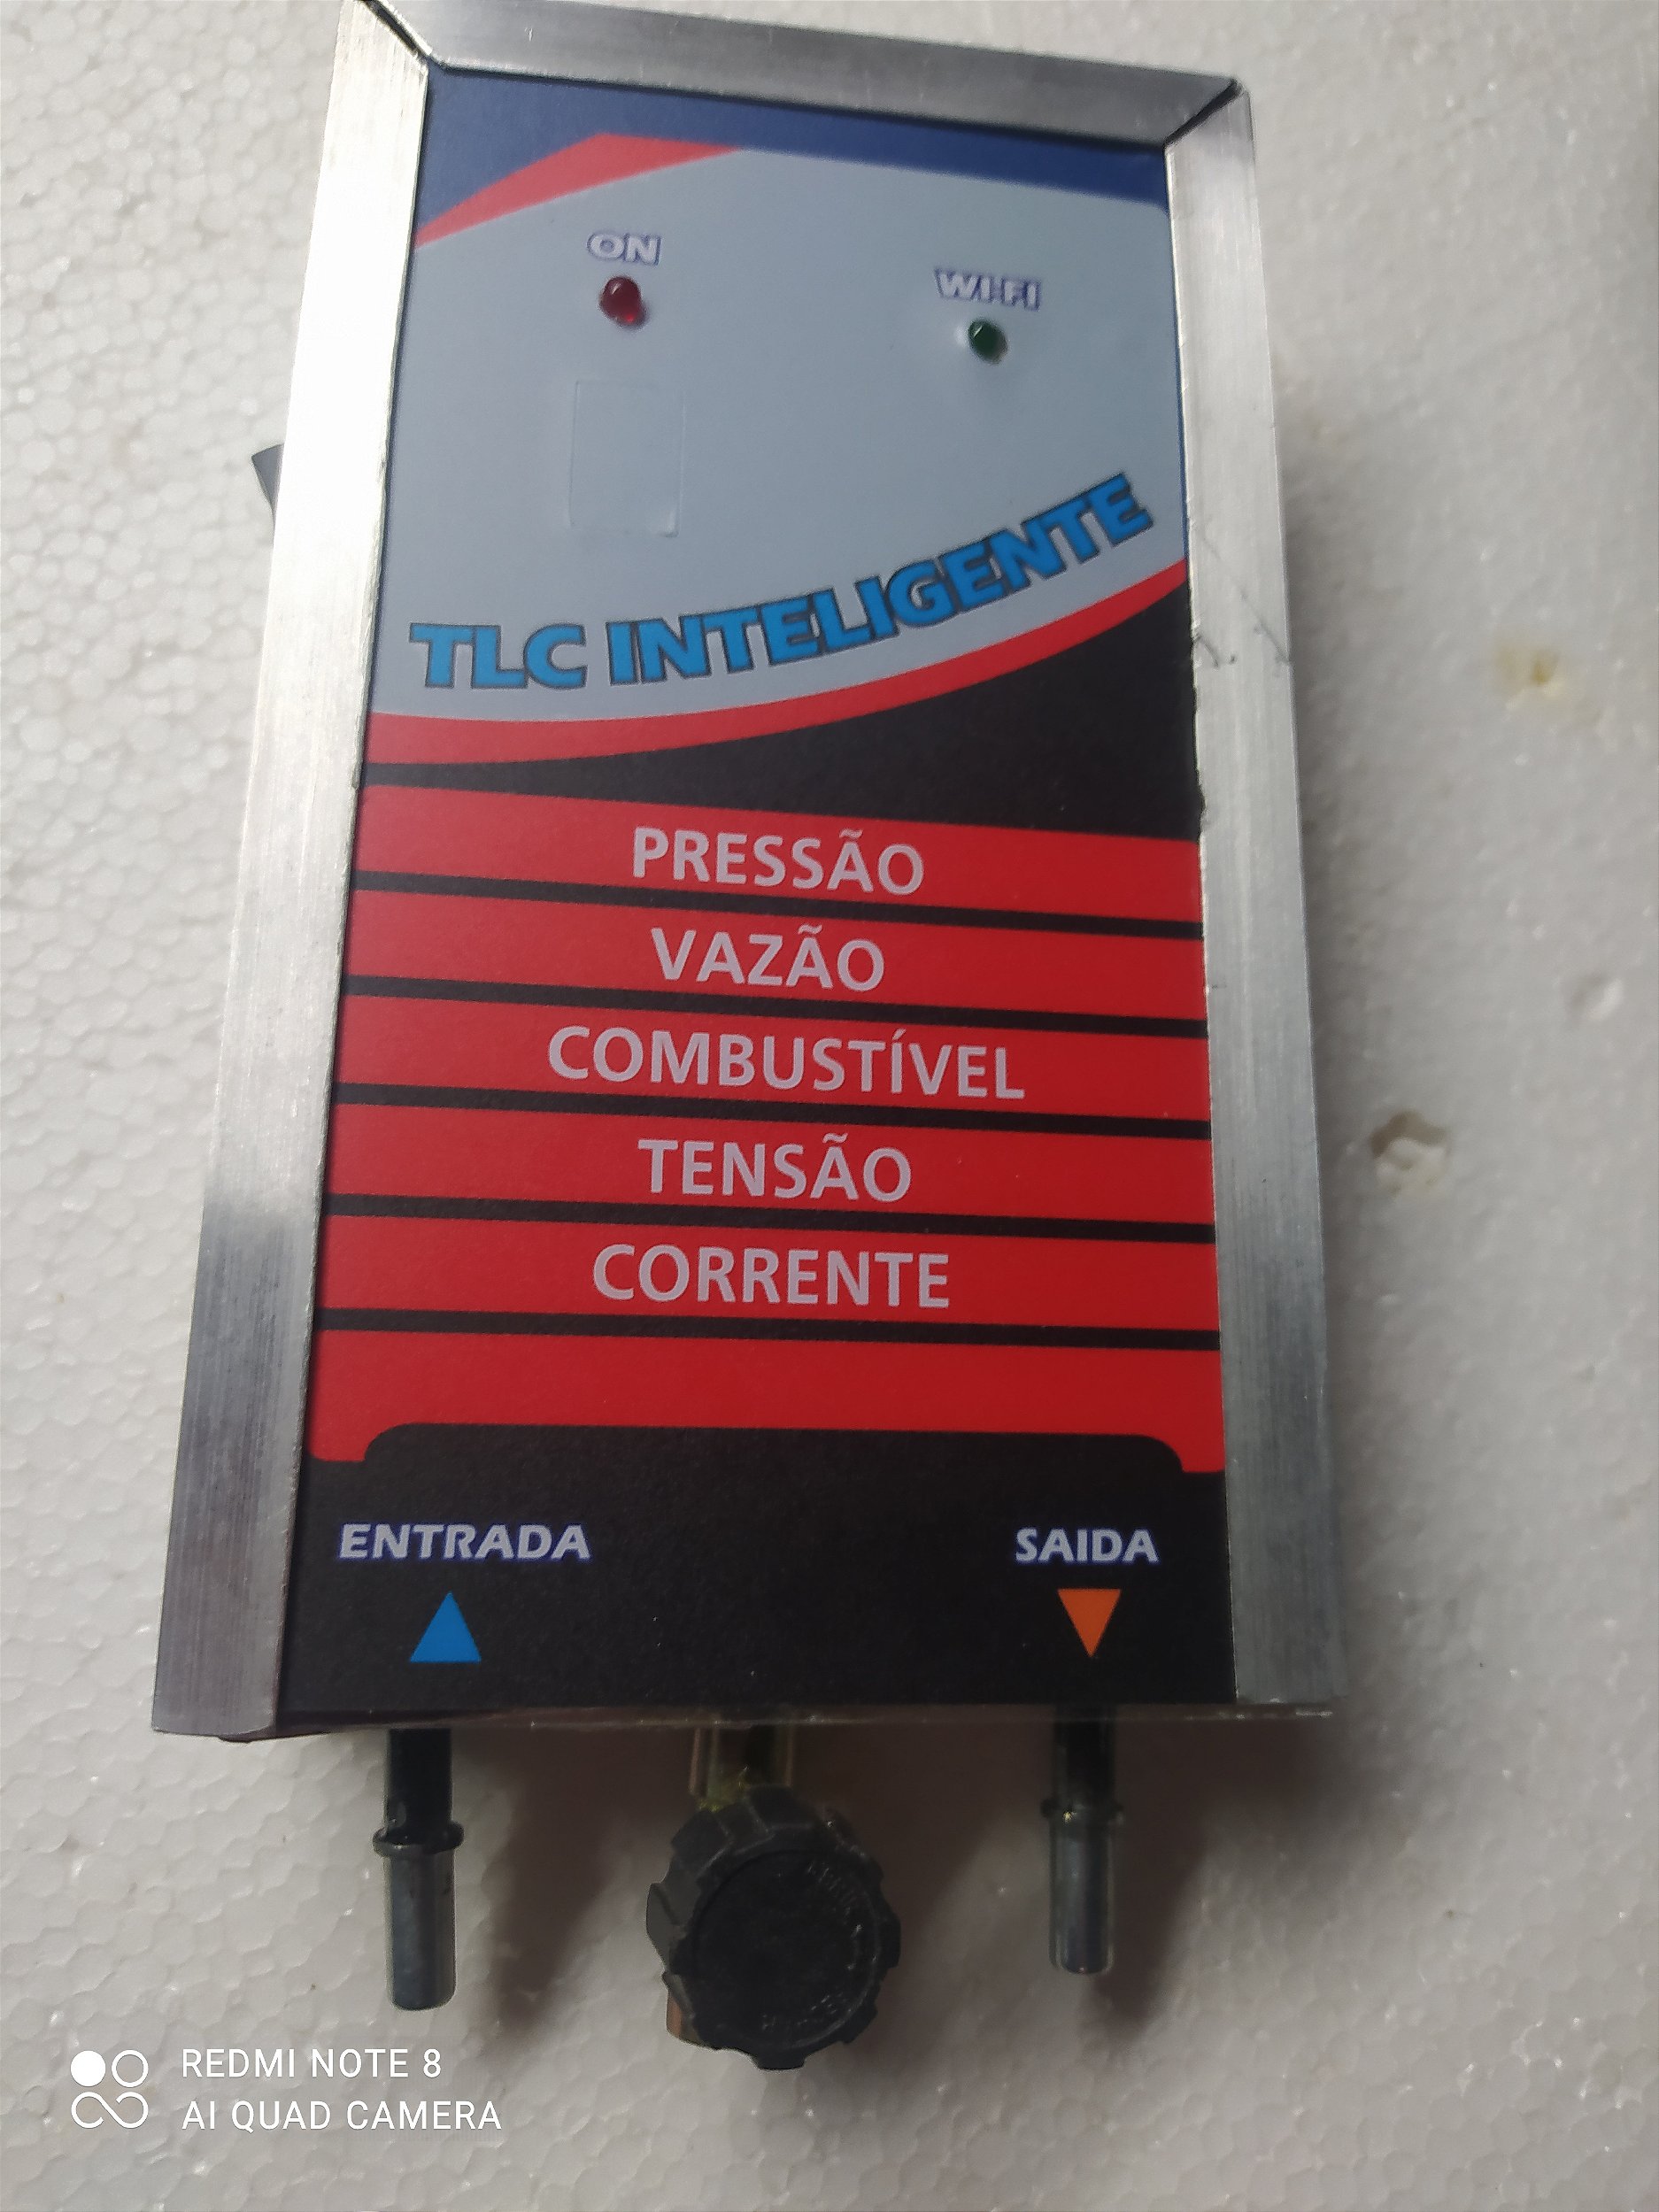 ON
WI-FI
TLC INTELIGENTE
PRESSÃO
VAZÃO
COMBUSTÍVEL
TENSÃO
CORRENTE
ENTRADA
SAIDA
REDMI NOTE 8
AI QUAD CAMERA